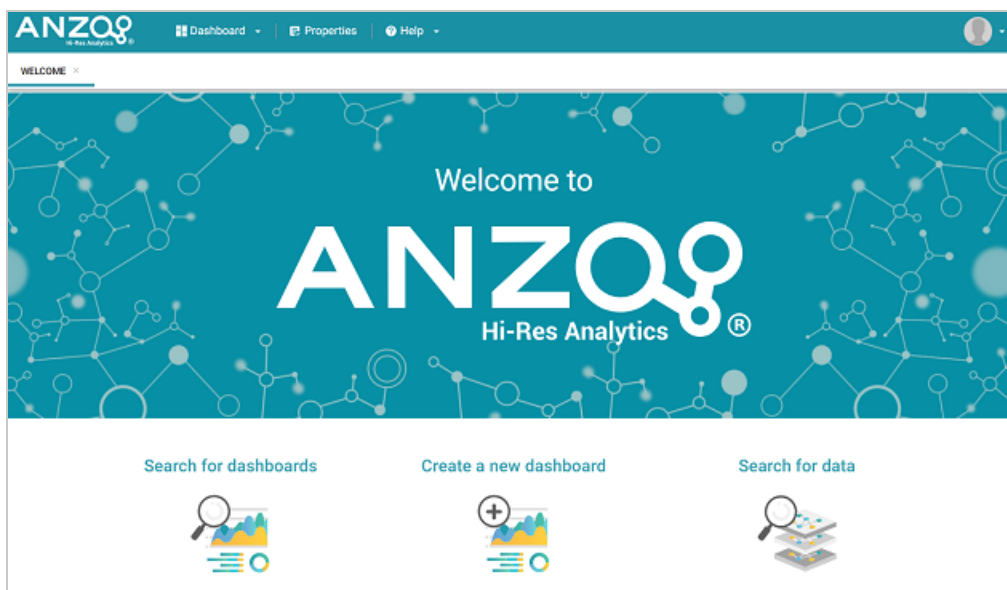 ANZO®
Hi-Res Analytics
Dashboard
Properties
Help
WELCOME ×
Welcome to
ANZO
Hi-Res Analytics ®
Search for dashboards
Create a new dashboard
Search for data